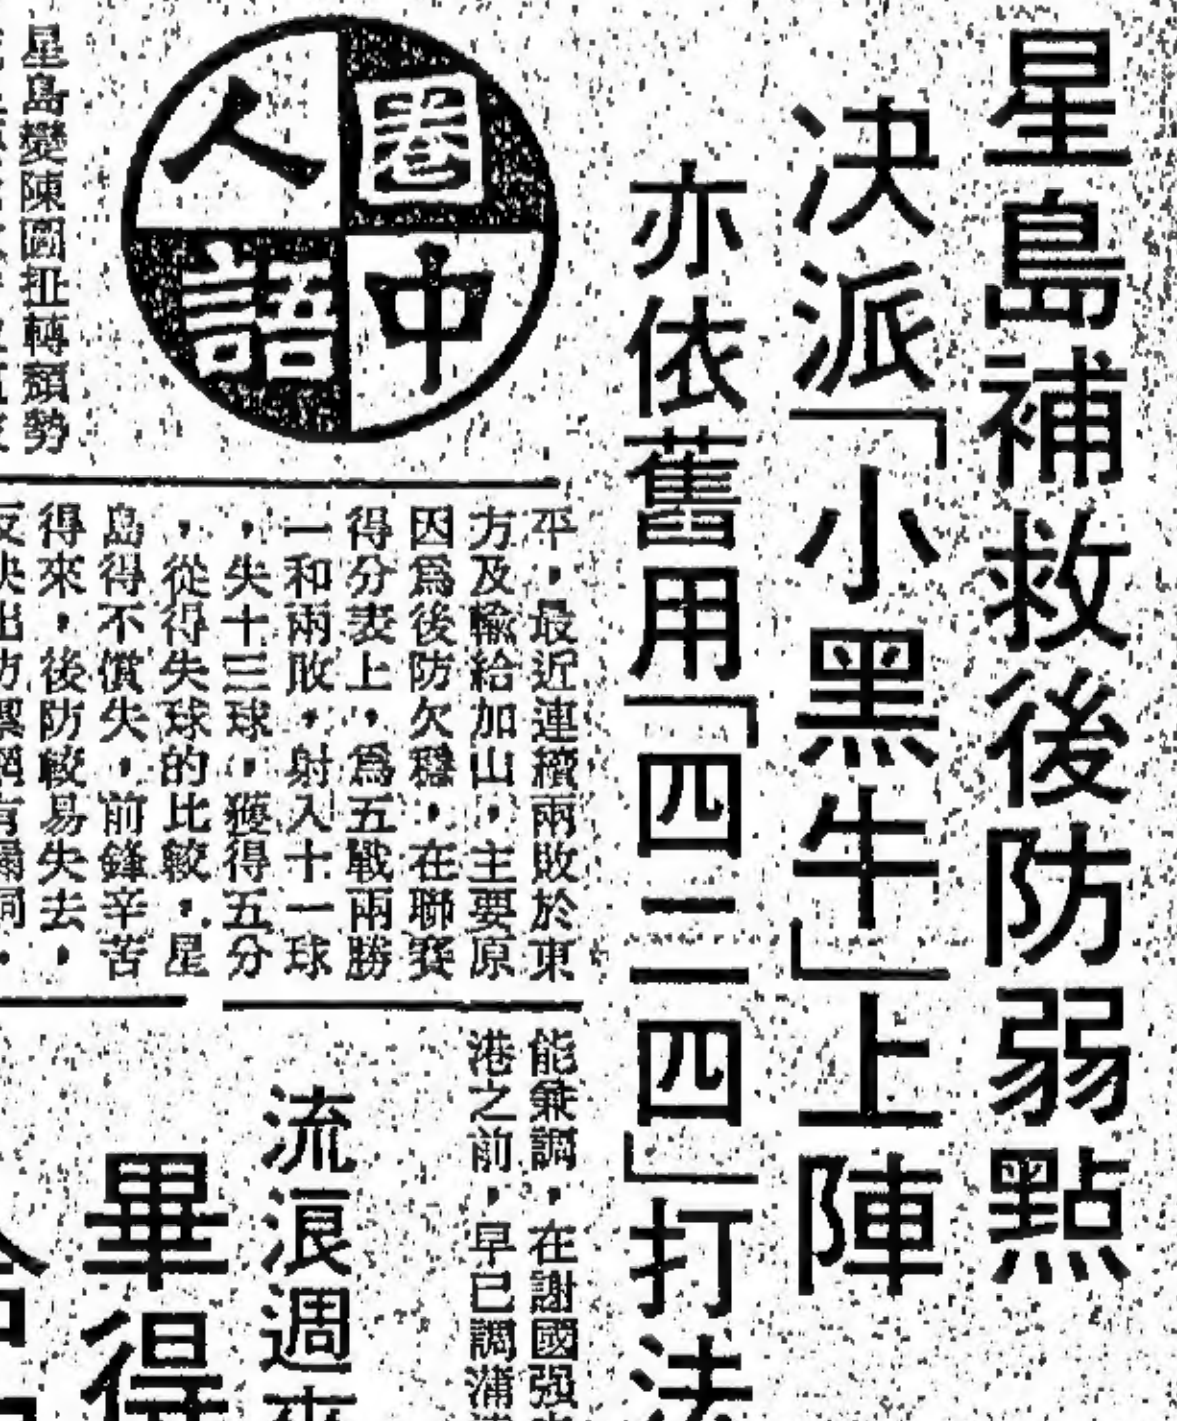 星島補救後防弱點
決派「小黑牛」上陣
亦依舊用「四二四」打法
圈中
人語
星島變陳圖扭轉頹勢
平，最近連續兩敗於東
方及輸給加山，主要原
因為後防欠穩，在聯賽
得分表上，為五戰兩勝
一和兩敗，射入十一球
，失十三球，獲得五分
，從得失球的比較，星
島得不償失，前鋒辛苦
得來，後防較易失去，
能兼調，在謝國強
港之前，早已調
流浪週來
畢得